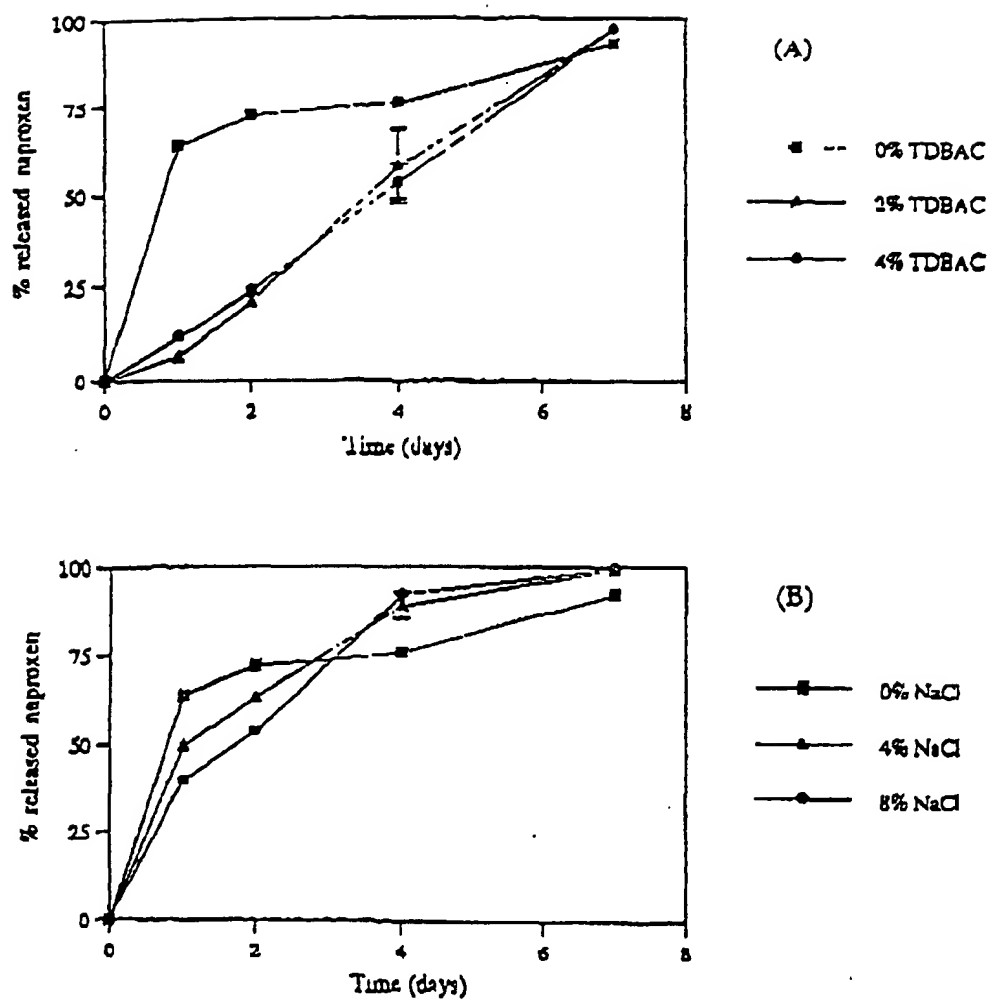 (A)
% released naproxen
100
75
50
25
0
0 2 4 6 8
Time (days)
0% TDBAC
2% TDBAC
4% TDBAC
(B)
% released naproxen
100
75
50
25
0
0 2 4 6 8
Time (days)
0% NaCl
4% NaCl
8% NaCl